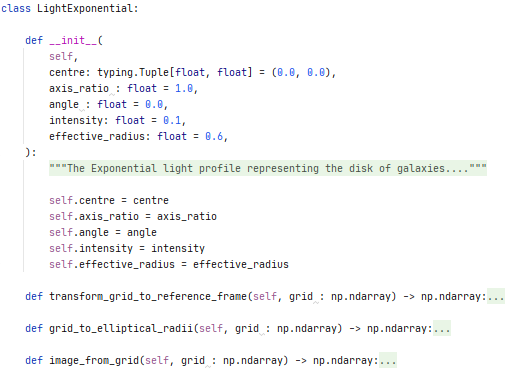 class LightExponential:
def __init__(
self,
centre: typing.Tuple[float, float] = (0.0, 0.0),
axis_ratio : float = 1.0,
angle : float = 0.0,
intensity: float = 0.1,
effective_radius: float = 0.6,
):
"""The Exponential light profile representing the disk of galaxies...."""
self.centre = centre
self.axis_ratio = axis_ratio
self.angle = angle
self.intensity = intensity
self.effective_radius = effective_radius
def transform_grid_to_reference_frame(self, grid : np.ndarray) -> np.ndarray:...
def grid_to_elliptical_radii(self, grid : np.ndarray) -> np.ndarray:...
def image_from_grid(self, grid : np.ndarray) -> np.ndarray:...